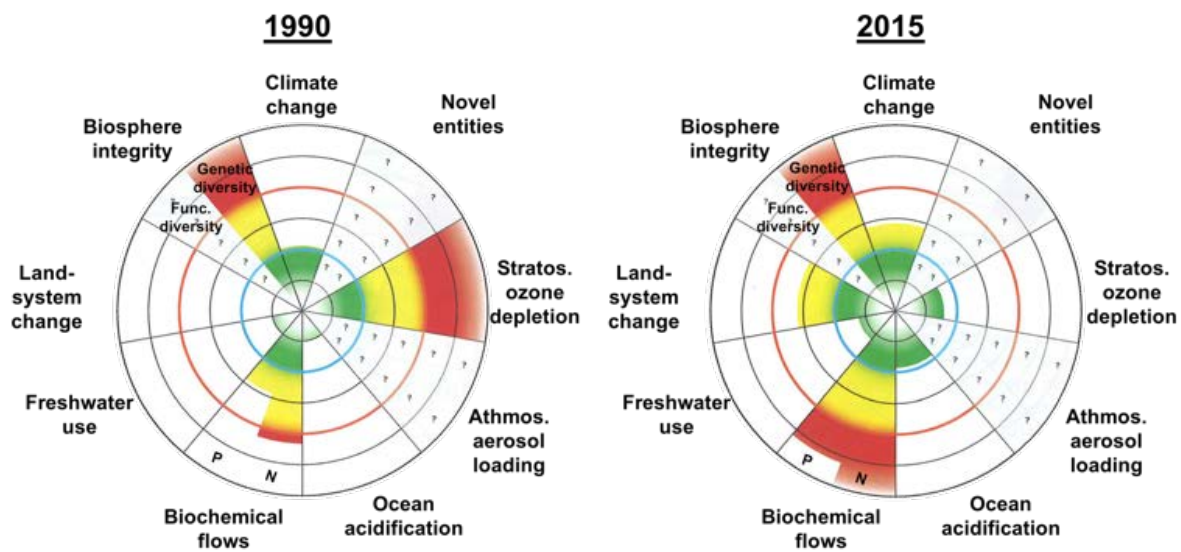 1990
Climate
change
Novel
entities
Biosphere
integrity
Genetic
diversity
Func.
diversity
Land-
system
change
Stratos.
ozone
depletion
Freshwater
use
Athmos.
aerosol
loading
P
N
Biochemical
flows
Ocean
acidification
? ? ? ? ? ? ? ? ? ? ? ? ? ? ? ? ? ? ? ? ?
2015
Climate
change
Novel
entities
Biosphere
integrity
Genetic
diversity
Func.
diversity
Land-
system
change
Stratos.
ozone
depletion
Freshwater
use
Athmos.
aerosol
loading
P
N
Biochemical
flows
Ocean
acidification
? ? ? ? ? ? ? ? ? ? ? ? ? ? ? ? ? ? ? ? ?